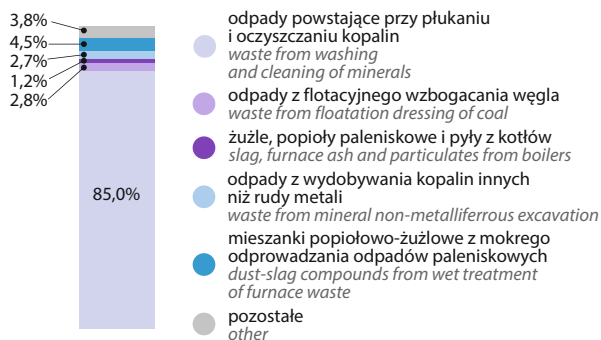 3,8%
4,5%
2,7%
1,2%
2,8%
85,0%
odpady powstające przy płukaniu
i oczyszczaniu kopalin
waste from washing
and cleaning of minerals
odpady z flotacyjnego wzbogacania węgla
waste from floatation dressing of coal
żużle, popioły paleniskowe i pyły z kotłów
slag, furnace ash and particulates from boilers
odpady z wydobywania kopalin innych
niż rudy metali
waste from mineral non-metalliferrous excavation
mieszanki popiołowo-żużlowe z mokrego
odprowadzania odpadów paleniskowych
dust-slag compounds from wet treatment
of furnace waste
pozostałe
other